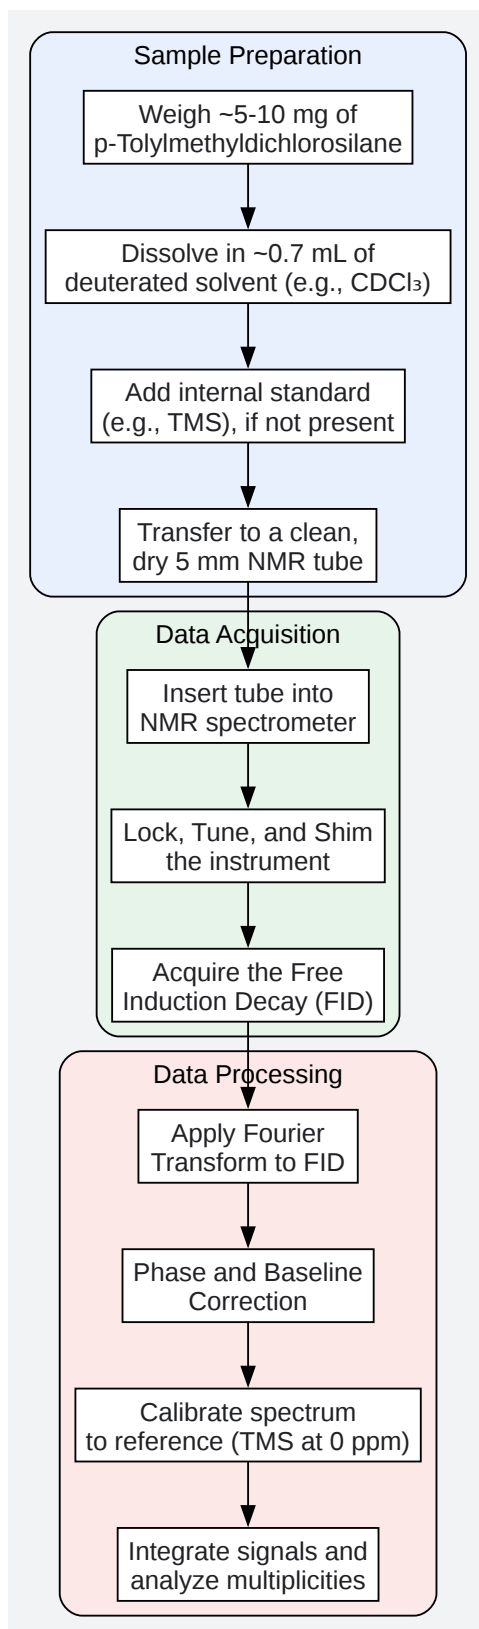 Sample Preparation
Weigh ~5-10 mg of
p-Tolylmethyldichlorosilane
Dissolve in ~0.7 mL of
deuterated solvent (e.g., CDCl₃)
Add internal standard
(e.g., TMS), if not present
Transfer to a clean,
dry 5 mm NMR tube
Data Acquisition
Insert tube into
NMR spectrometer
Lock, Tune, and Shim
the instrument
Acquire the Free
Induction Decay (FID)
Data Processing
Apply Fourier
Transform to FID
Phase and Baseline
Correction
Calibrate spectrum
to reference (TMS at 0 ppm)
Integrate signals and
analyze multiplicities